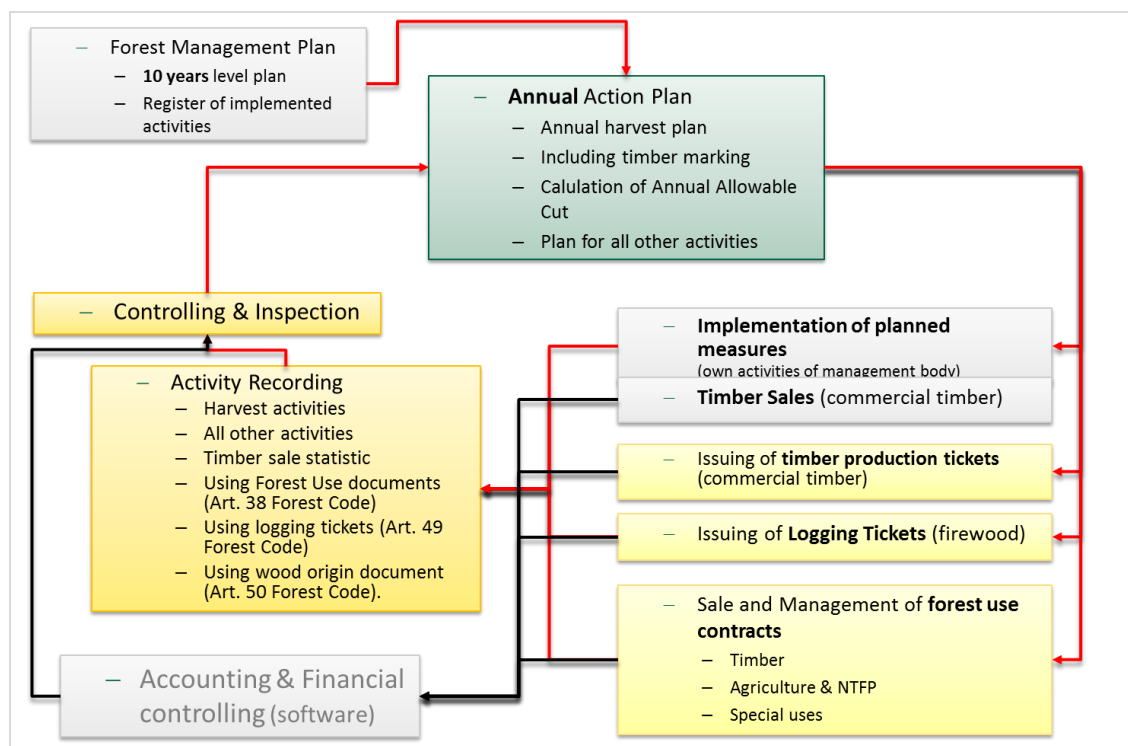 – Forest Management Plan
– 10 years level plan
– Register of implemented
activities
– Annual Action Plan
– Annual harvest plan
– Including timber marking
– Calulation of Annual Allowable
Cut
– Plan for all other activities
– Controlling & Inspection
– Activity Recording
– Harvest activities
– All other activities
– Timber sale statistic
– Using Forest Use documents
(Art. 38 Forest Code)
– Using logging tickets (Art. 49
Forest Code)
– Using wood origin document
(Art. 50 Forest Code).
– Accounting & Financial
controlling (software)
– Implementation of planned
measures
(own activities of management body)
– Timber Sales (commercial timber)
– Issuing of timber production tickets
(commercial timber)
– Issuing of Logging Tickets (firewood)
– Sale and Management of forest use
contracts
– Timber
– Agriculture & NTFP
– Special uses